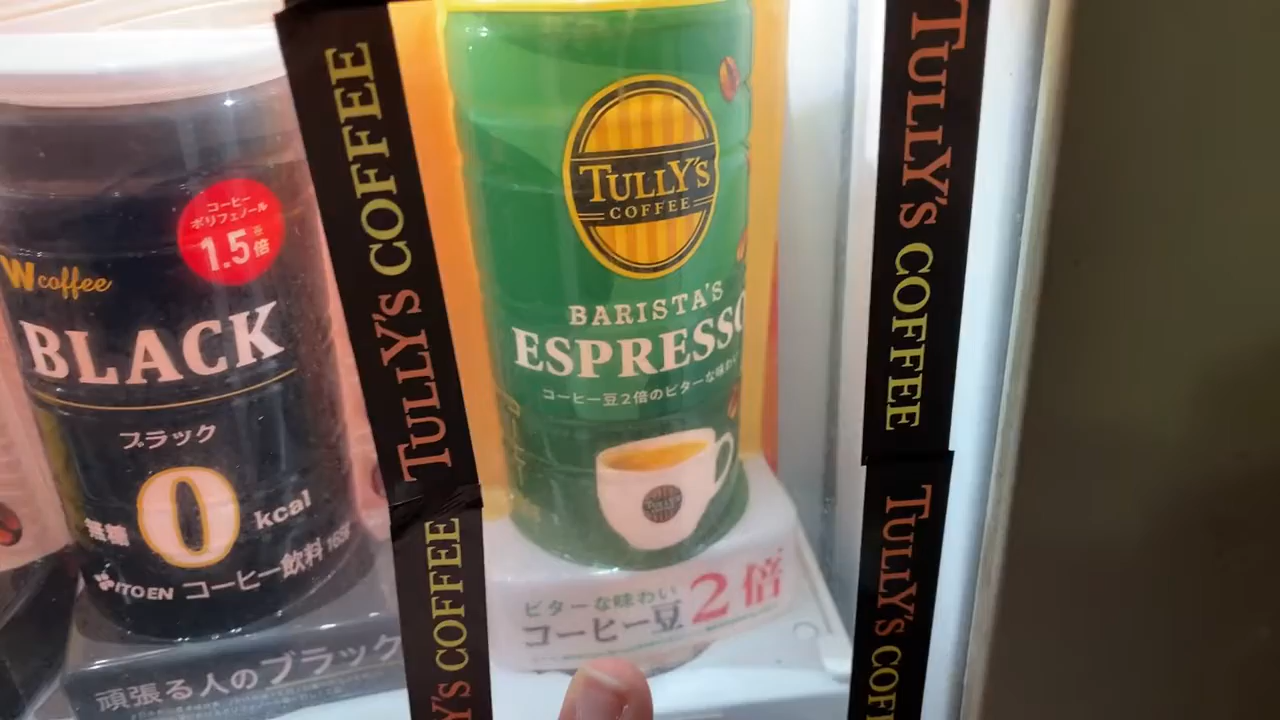 コーヒー
ポリフェノール
1.5倍
W coffee
BLACK
ブラック
無糖
0
kcal
ITO EN コーヒー飲料
頑張る人のブラック
TULLY'S COFFEE
COFFEE
TULLY'S
COFFEE
BARISTA'S
ESPRESSO
コーヒー豆2倍のビターな味わい
ビターな味わい
コーヒー豆2倍
TULLY'S COFFEE
TULLY'S